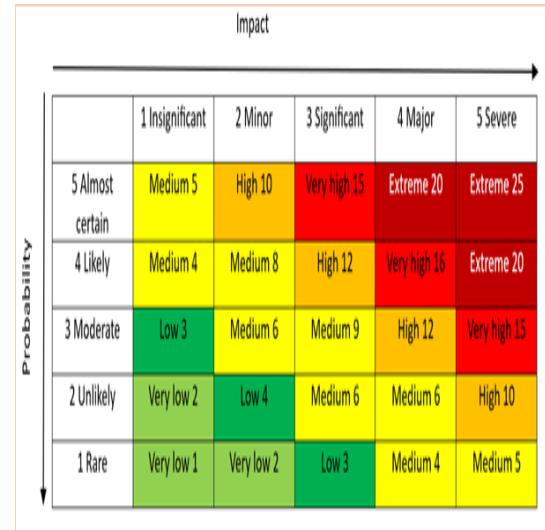 Impact
Probability
1 Insignificant 2 Minor 3 Significant 4 Major 5 Severe
5 Almost certain Medium 5 High 10 Very high 15 Extreme 20 Extreme 25
4 Likely Medium 4 Medium 8 High 12 Very high 16 Extreme 20
3 Moderate Low 3 Medium 6 Medium 9 High 12 Very high 15
2 Unlikely Very low 2 Low 4 Medium 6 Medium 6 High 10
1 Rare Very low 1 Very low 2 Low 3 Medium 4 Medium 5